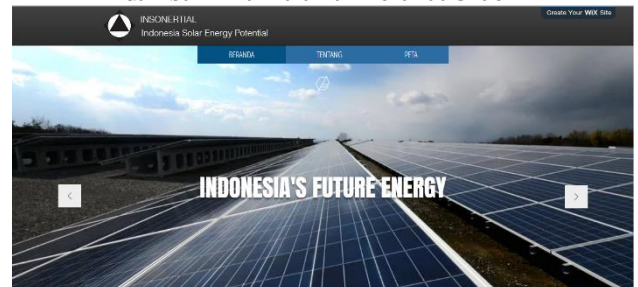 Create Your WiX Site
INSONERTIAL
Indonesia Solar Energy Potential
BERANDA
TENTANG
PETA
INDONESIA'S FUTURE ENERGY